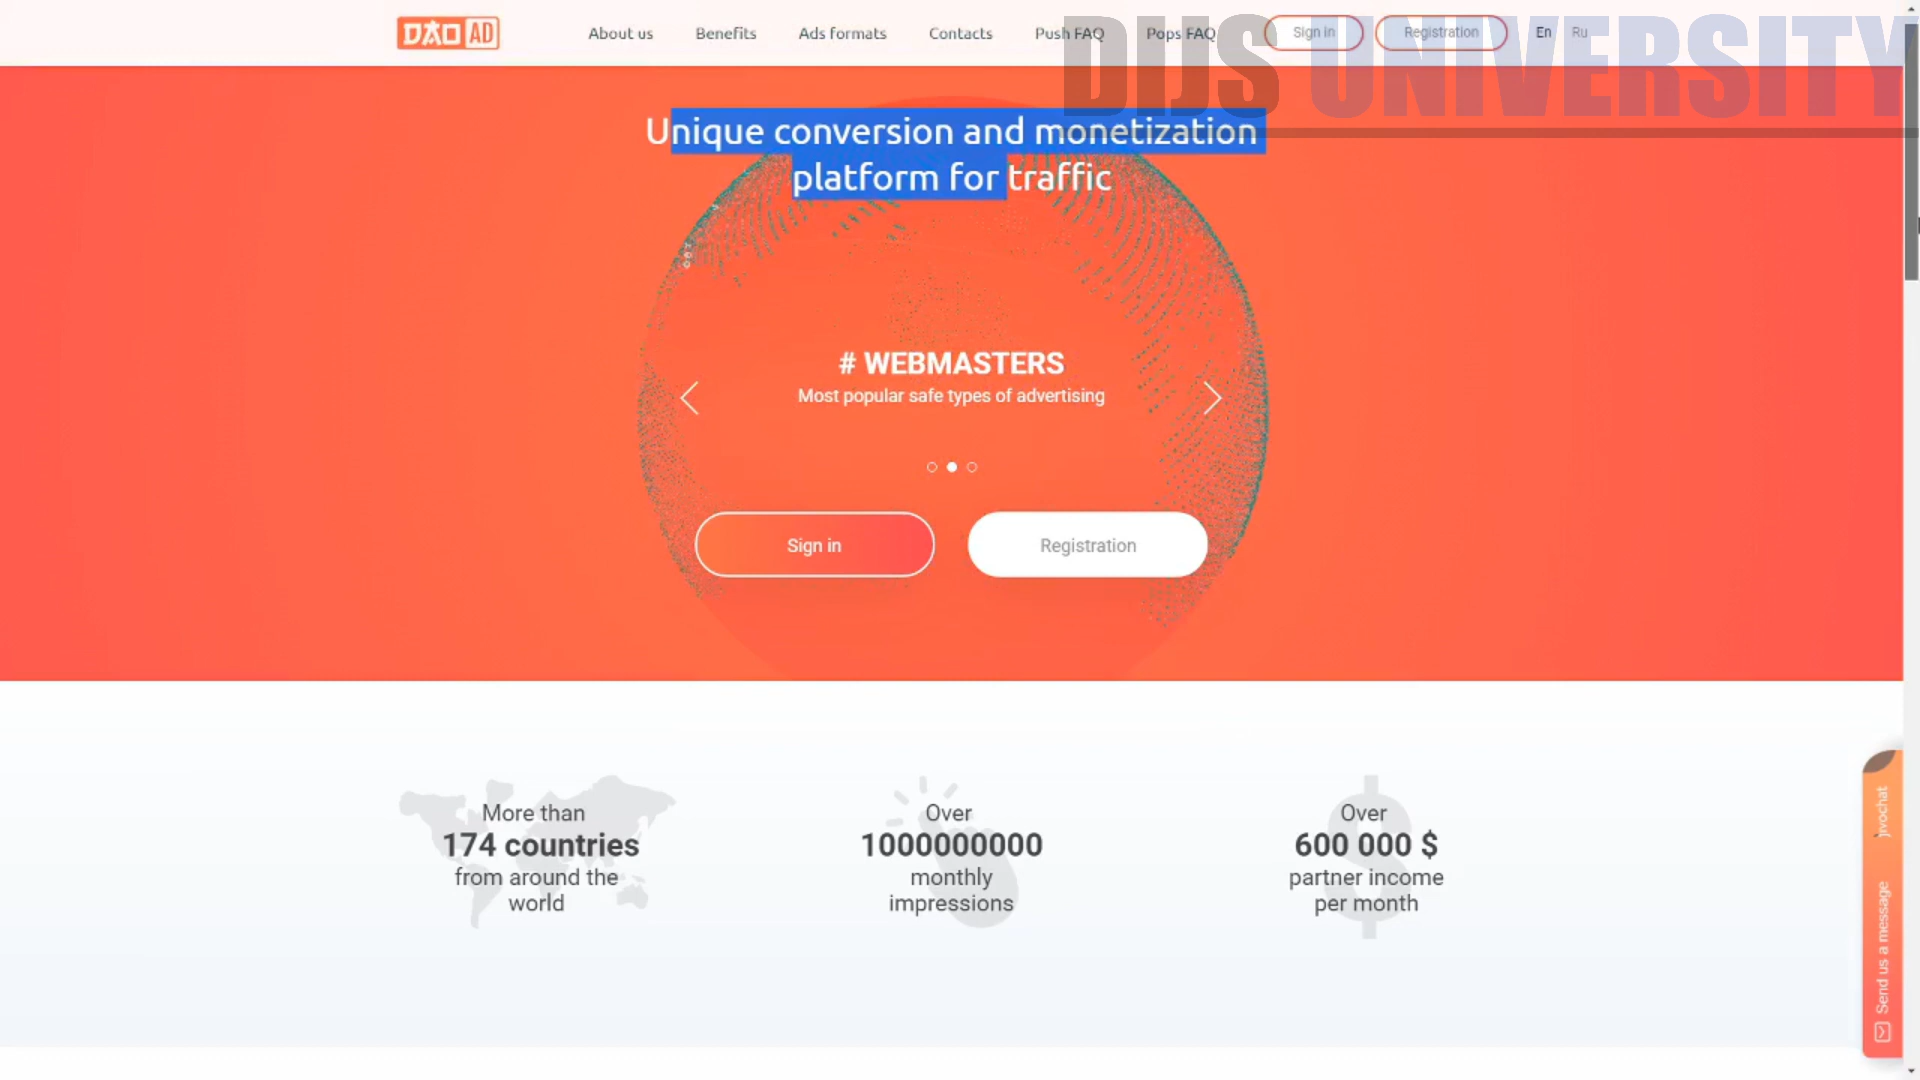 DAO AD
About us
Benefits
Ads formats
Contacts
Push FAQ
Pops FAQ
Sign in
Registration
En
Ru
DIJS UNIVERSITY
Unique conversion and monetization
platform for traffic
# WEBMASTERS
Most popular safe types of advertising
Sign in
Registration
More than
174 countries
from around the
world
Over
1000000000
monthly
impressions
Over
600 000 $
partner income
per month
jivochat
Send us a message